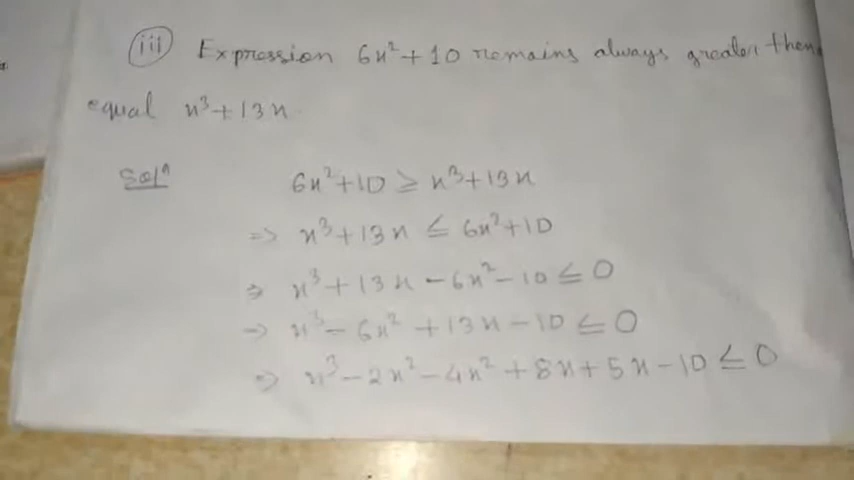 (iii) Expression 6x²+10 remains always greater then
equal x³+13x
Solⁿ 6x²+10 ≥ x³+13x
=> x³+13x ≤ 6x²+10
=> x³+13x-6x²-10 ≤ 0
=> x³-6x²+13x-10 ≤ 0
=> x³-2x²-4x²+8x+5x-10 ≤ 0